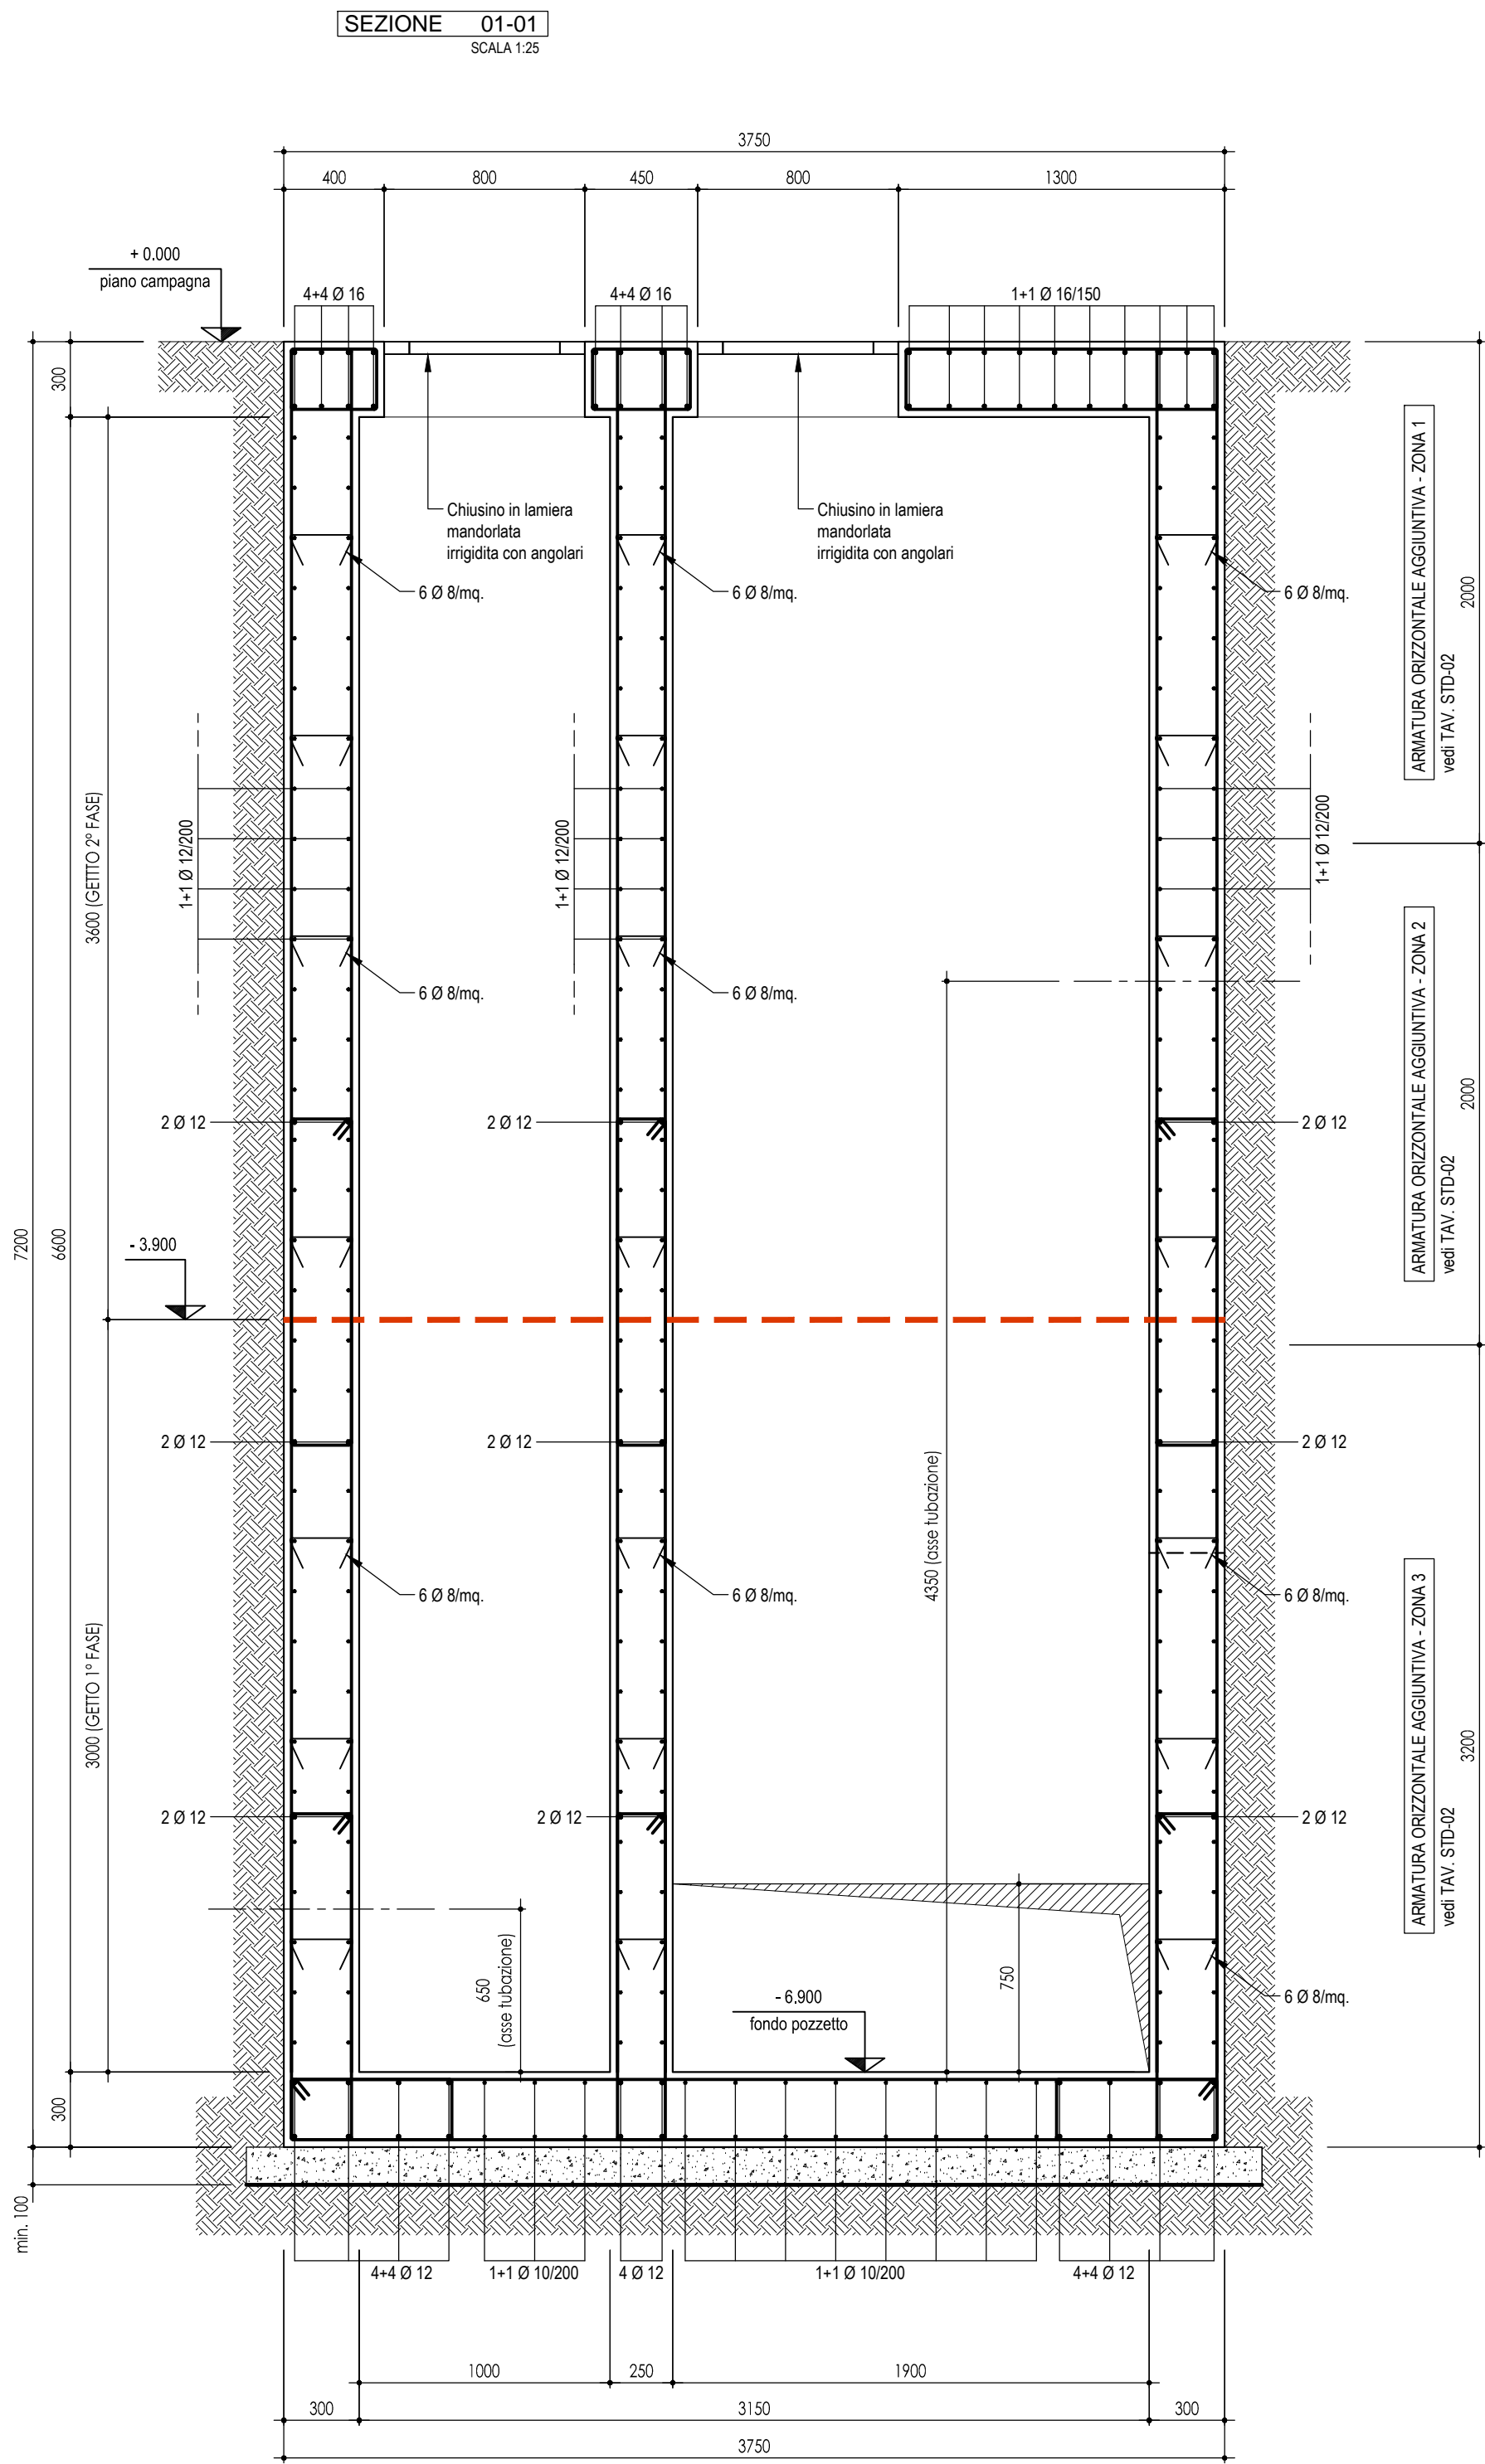 SEZIONE 01-01
SCALA 1:25
3750
400 800 450 800 1300
+ 0.000
piano campagna
4+4 Ø 16 4+4 Ø 16 1+1 Ø 16/150
300
Chiusino in lamiera
mandorlata
irrigidita con angolari
Chiusino in lamiera
mandorlata
irrigidita con angolari
6 Ø 8/mq. 6 Ø 8/mq. 6 Ø 8/mq.
ARMATURA ORIZZONTALE AGGIUNTIVA - ZONA 1
vedi TAV. STD-02
2000
3600 (GETTO 2° FASE)
1+1 Ø 12/200
1+1 Ø 12/200
1+1 Ø 12/200
6 Ø 8/mq. 6 Ø 8/mq.
ARMATURA ORIZZONTALE AGGIUNTIVA - ZONA 2
vedi TAV. STD-02
2000
2 Ø 12 2 Ø 12 2 Ø 12
7200
6600
- 3.900
2 Ø 12 2 Ø 12 2 Ø 12
4350 (asse tubazione)
6 Ø 8/mq. 6 Ø 8/mq. 6 Ø 8/mq.
3000 (GETTO 1° FASE)
ARMATURA ORIZZONTALE AGGIUNTIVA - ZONA 3
vedi TAV. STD-02
3200
2 Ø 12 2 Ø 12 2 Ø 12
650
(asse tubazione)
750
- 6.900
fondo pozzetto
6 Ø 8/mq.
300
min. 100
4+4 Ø 12 1+1 Ø 10/200 4 Ø 12 1+1 Ø 10/200 4+4 Ø 12
1000 250 1900
300 3150 300
3750